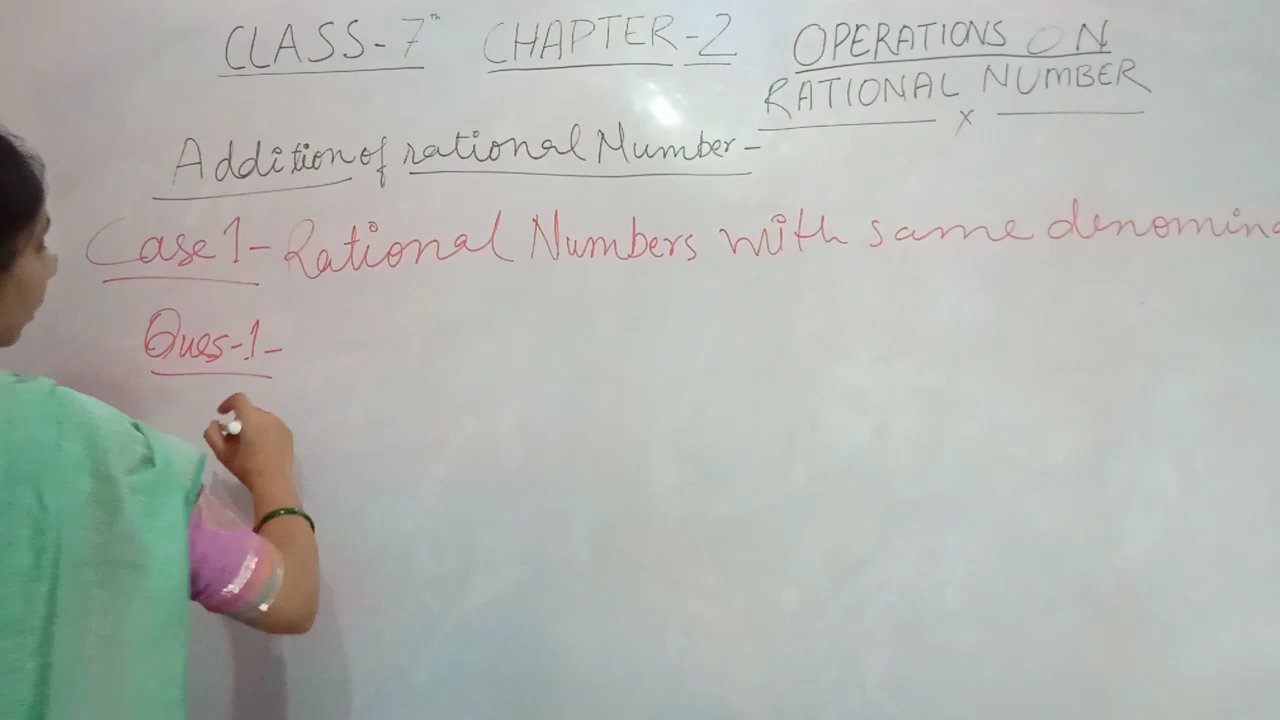 CLASS-7th CHAPTER-2 OPERATIONS ON
RATIONAL NUMBER
x
Addition of rational Number-
Case 1- Rational Numbers with same denomina
Ques-1-